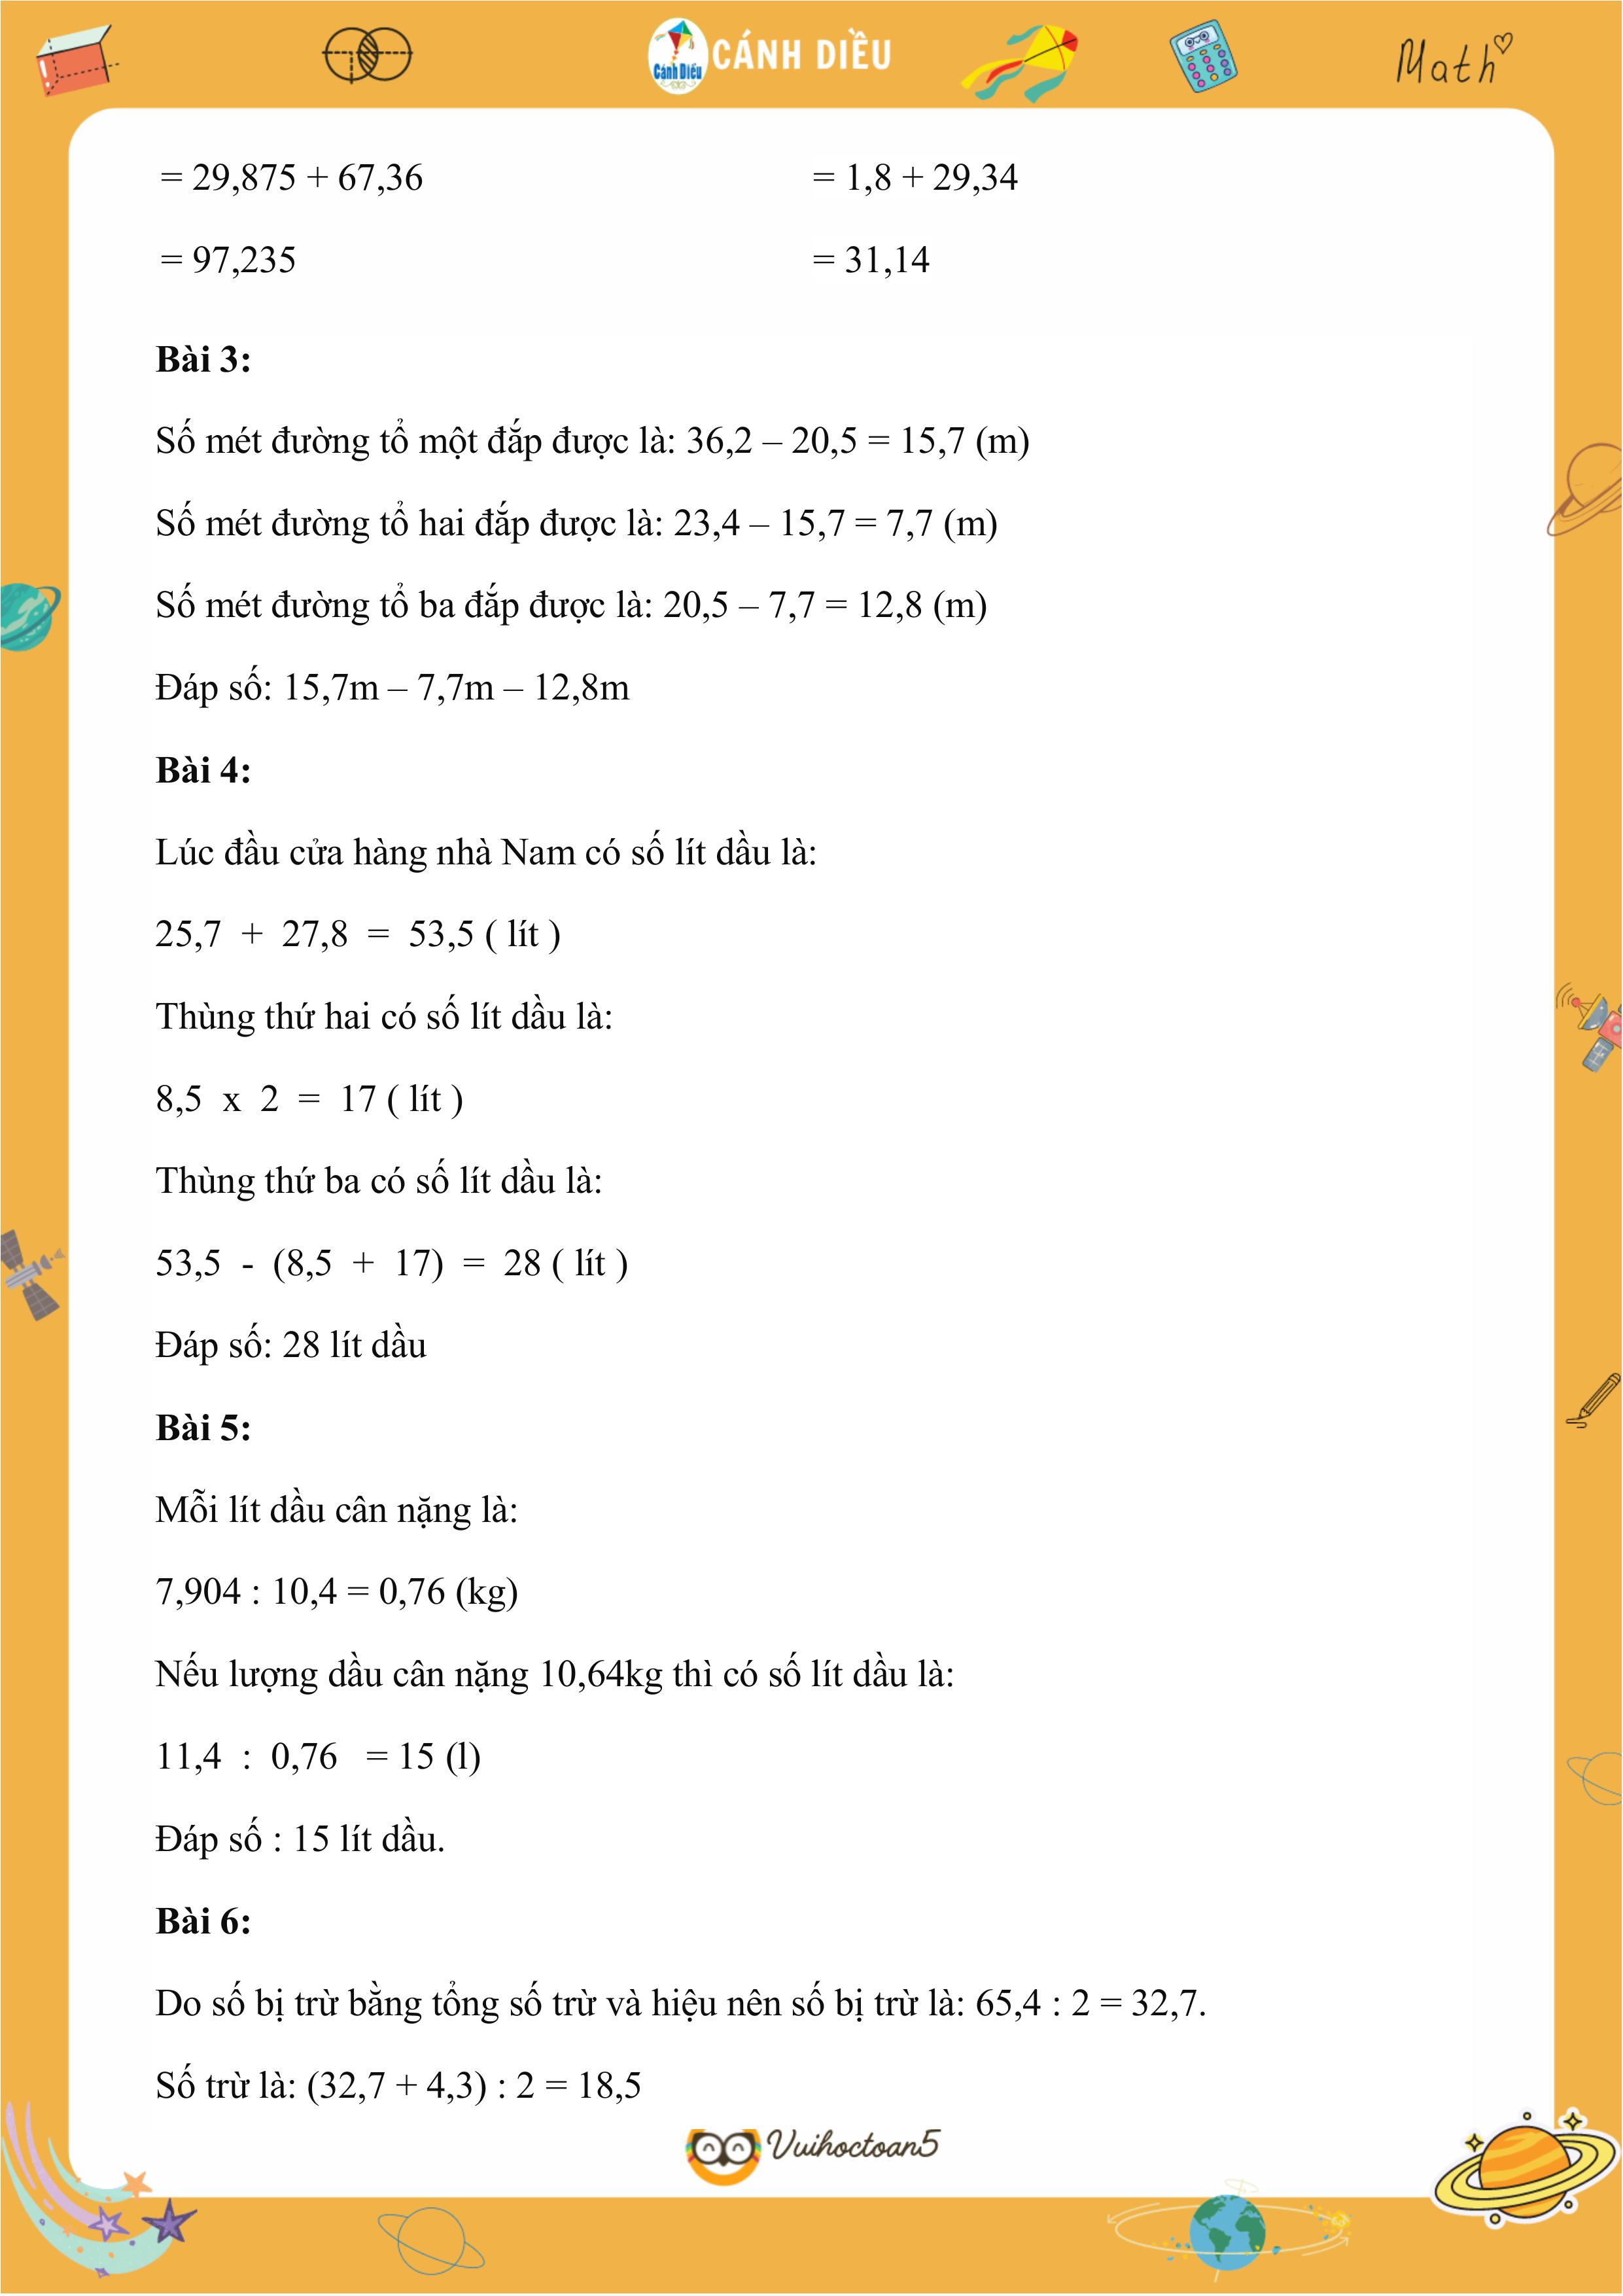 Cánh Diều CÁNH DIỀU Math
= 29,875 + 67,36 = 1,8 + 29,34
= 97,235 = 31,14
Bài 3:
Số mét đường tổ một đắp được là: 36,2 – 20,5 = 15,7 (m)
Số mét đường tổ hai đắp được là: 23,4 – 15,7 = 7,7 (m)
Số mét đường tổ ba đắp được là: 20,5 – 7,7 = 12,8 (m)
Đáp số: 15,7m – 7,7m – 12,8m
Bài 4:
Lúc đầu cửa hàng nhà Nam có số lít dầu là:
25,7 + 27,8 = 53,5 ( lít )
Thùng thứ hai có số lít dầu là:
8,5 x 2 = 17 ( lít )
Thùng thứ ba có số lít dầu là:
53,5 - (8,5 + 17) = 28 ( lít )
Đáp số: 28 lít dầu
Bài 5:
Mỗi lít dầu cân nặng là:
7,904 : 10,4 = 0,76 (kg)
Nếu lượng dầu cân nặng 10,64kg thì có số lít dầu là:
11,4 : 0,76 = 15 (l)
Đáp số : 15 lít dầu.
Bài 6:
Do số bị trừ bằng tổng số trừ và hiệu nên số bị trừ là: 65,4 : 2 = 32,7.
Số trừ là: (32,7 + 4,3) : 2 = 18,5
Vuihoctoan5